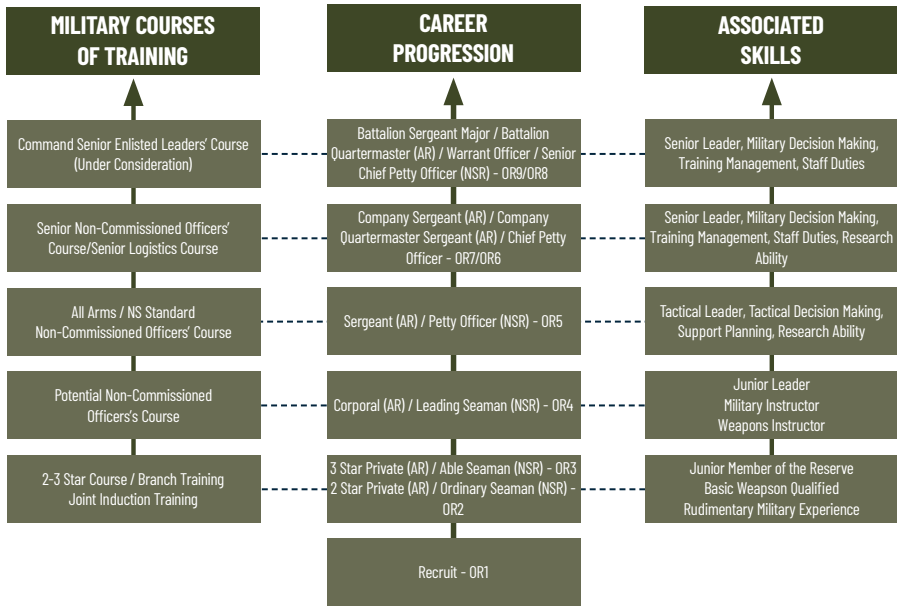 MILITARY COURSES
OF TRAINING
CAREER
PROGRESSION
ASSOCIATED
SKILLS
Command Senior Enlisted Leaders' Course
(Under Consideration)
Battalion Sergeant Major / Battalion
Quartermaster (AR) / Warrant Officer / Senior
Chief Petty Officer (NSR) - OR9/OR8
Senior Leader, Military Decision Making,
Training Management, Staff Duties
Senior Non-Commissioned Officers'
Course/Senior Logistics Course
Company Sergeant (AR) / Company
Quartermaster Sergeant (AR) / Chief Petty
Officer - OR7/OR6
Senior Leader, Military Decision Making,
Training Management, Staff Duties, Research
Ability
All Arms / NS Standard
Non-Commissioned Officers' Course
Sergeant (AR) / Petty Officer (NSR) - OR5
Tactical Leader, Tactical Decision Making,
Support Planning, Research Ability
Potential Non-Commissioned
Officers's Course
Corporal (AR) / Leading Seaman (NSR) - OR4
Junior Leader
Military Instructor
Weapons Instructor
2-3 Star Course / Branch Training
Joint Induction Training
3 Star Private (AR) / Able Seaman (NSR) - OR3
2 Star Private (AR) / Ordinary Seaman (NSR) -
OR2
Junior Member of the Reserve
Basic Weapson Qualified
Rudimentary Military Experience
Recruit - OR1